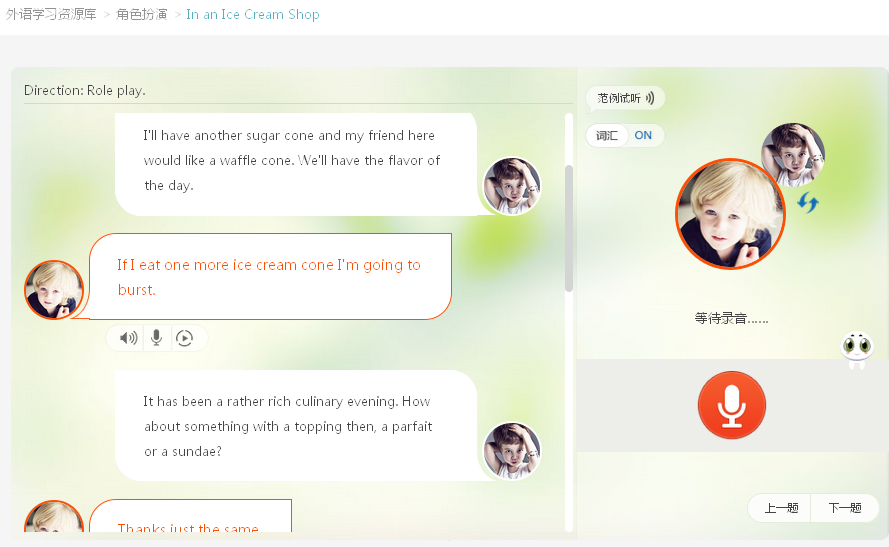 外语学习资源库 > 角色扮演 > In an Ice Cream Shop
Direction: Role play.
I'll have another sugar cone and my friend here
would like a waffle cone. We'll have the flavor of
the day.
If I eat one more ice cream cone I'm going to
burst.
It has been a rather rich culinary evening. How
about something with a topping then, a parfait
or a sundae?
Thanks just the same
范例试听
词汇 ON
等待录音......
上一题 下一题